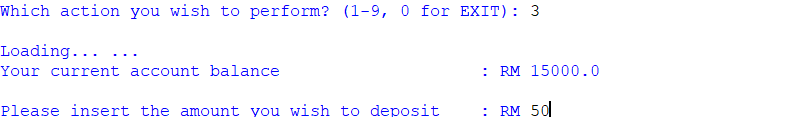 Which action you wish to perform? (1-9, 0 for EXIT): 3
Loading... ...
Your current account balance : RM 15000.0
Please insert the amount you wish to deposit : RM 50